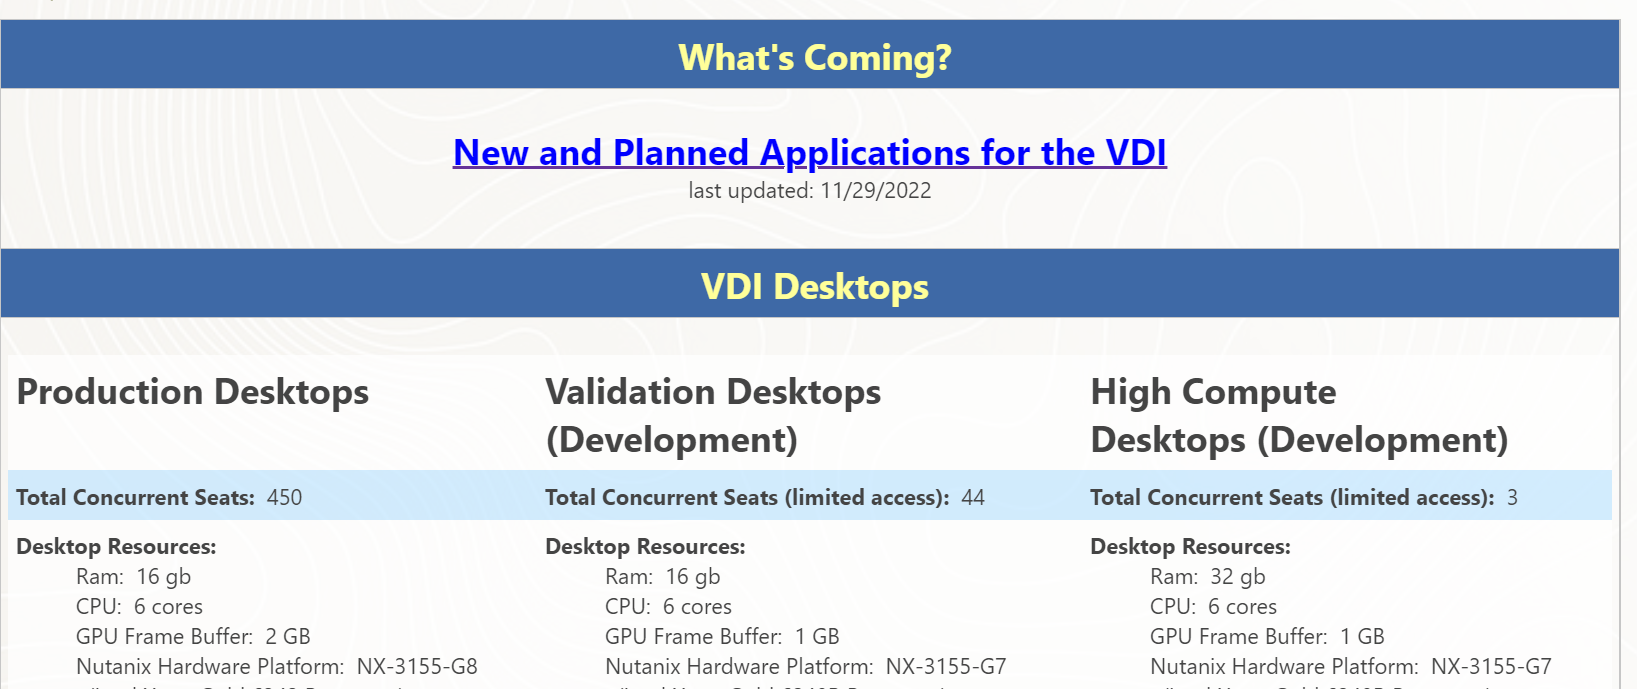 What's Coming?
New and Planned Applications for the VDI
last updated: 11/29/2022
VDI Desktops
Production Desktops
Validation Desktops
(Development)
High Compute
Desktops (Development)
Total Concurrent Seats: 450
Total Concurrent Seats (limited access): 44
Total Concurrent Seats (limited access): 3
Desktop Resources:
Ram: 16 gb
CPU: 6 cores
GPU Frame Buffer: 2 GB
Nutanix Hardware Platform: NX-3155-G8
Desktop Resources:
Ram: 16 gb
CPU: 6 cores
GPU Frame Buffer: 1 GB
Nutanix Hardware Platform: NX-3155-G7
Desktop Resources:
Ram: 32 gb
CPU: 6 cores
GPU Frame Buffer: 1 GB
Nutanix Hardware Platform: NX-3155-G7